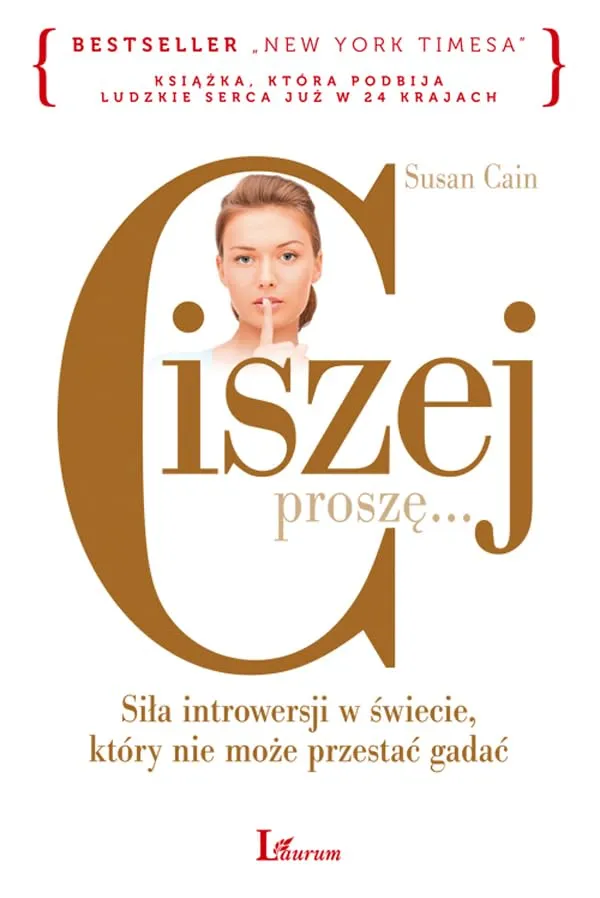 BESTSELLER „NEW YORK TIMESA”
KSIĄŻKA, KTÓRA PODBIJA
LUDZKIE SERCA JUŻ W 24 KRAJACH
Susan Cain
Ciszej
proszę...
Siła introwersji w świecie,
który nie może przestać gadać
Laurum